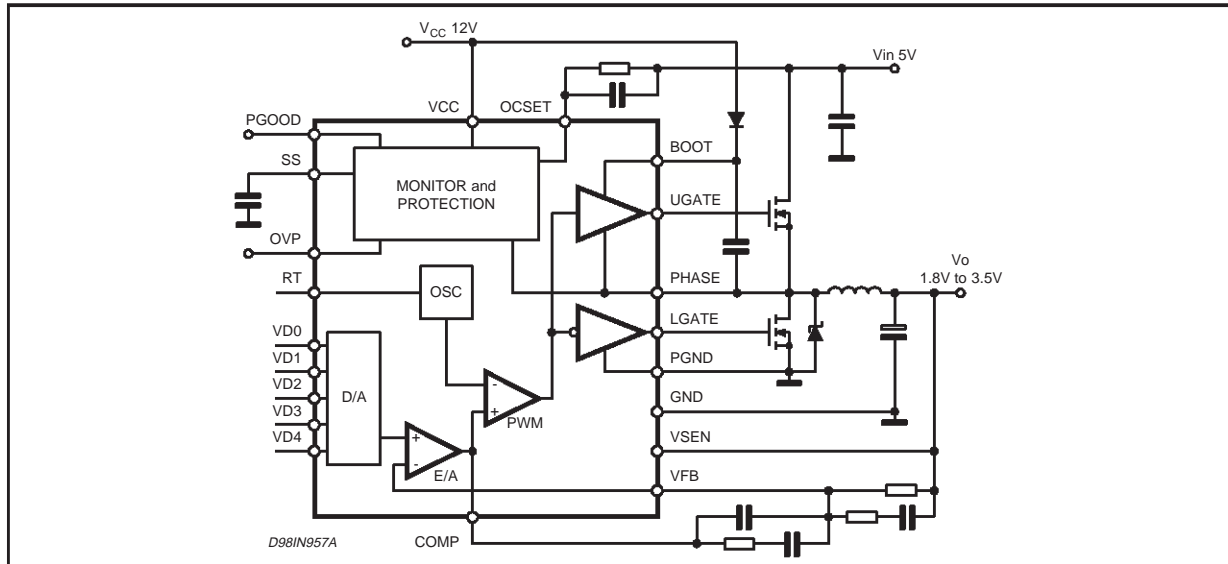 VCC 12V
Vin 5V
VCC
OCSET
PGOOD
BOOT
SS
MONITOR and
PROTECTION
UGATE
OVP
Vo
1.8V to 3.5V
RT
OSC
PHASE
LGATE
VD0
VD1
PGND
VD2
D/A
-
GND
VD3
+
PWM
VD4
+
VSEN
-
E/A
VFB
D98IN957A
COMP